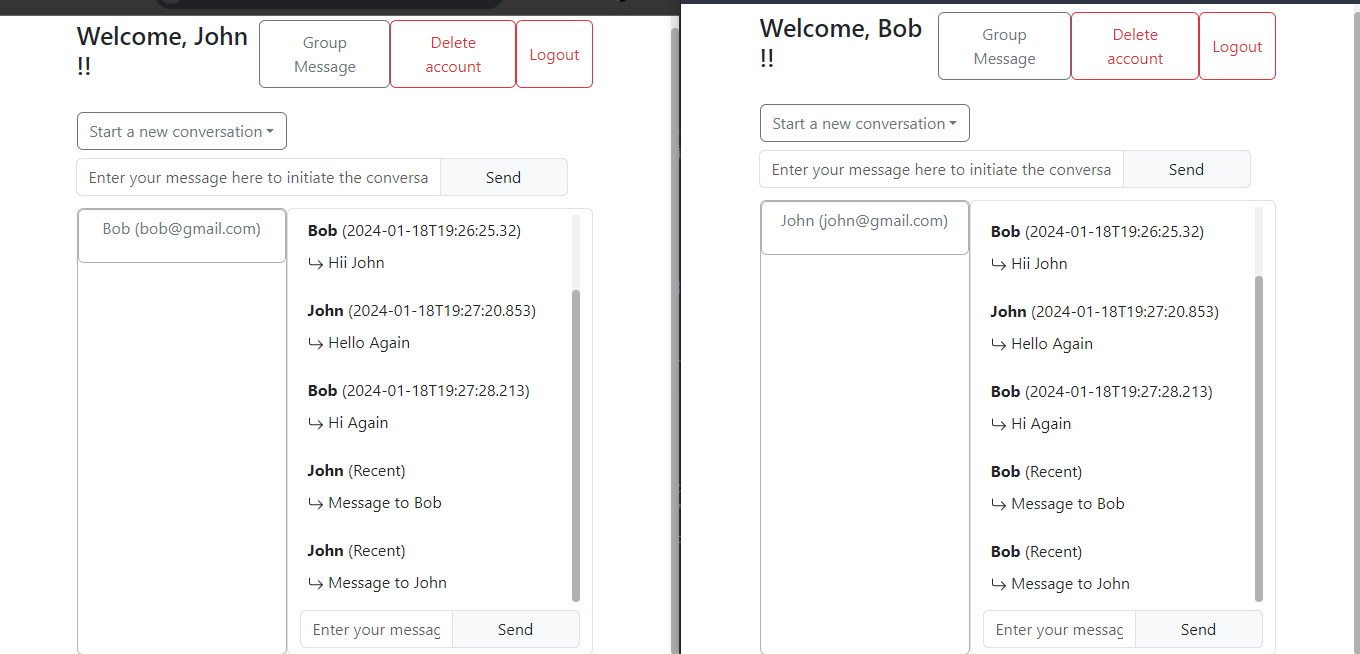 Welcome, John
!!
Group
Message
Delete
account
Logout
Start a new conversation
Enter your message here to initiate the conversa
Send
Bob (bob@gmail.com)
Bob (2024-01-18T19:26:25.32)
Hii John
John (2024-01-18T19:27:20.853)
Hello Again
Bob (2024-01-18T19:27:28.213)
Hi Again
John (Recent)
Message to Bob
John (Recent)
Message to John
Enter your messag
Send
Welcome, Bob
!!
Group
Message
Delete
account
Logout
Start a new conversation
Enter your message here to initiate the conversa
Send
John (john@gmail.com)
Bob (2024-01-18T19:26:25.32)
Hii John
John (2024-01-18T19:27:20.853)
Hello Again
Bob (2024-01-18T19:27:28.213)
Hi Again
Bob (Recent)
Message to Bob
Bob (Recent)
Message to John
Enter your messag
Send